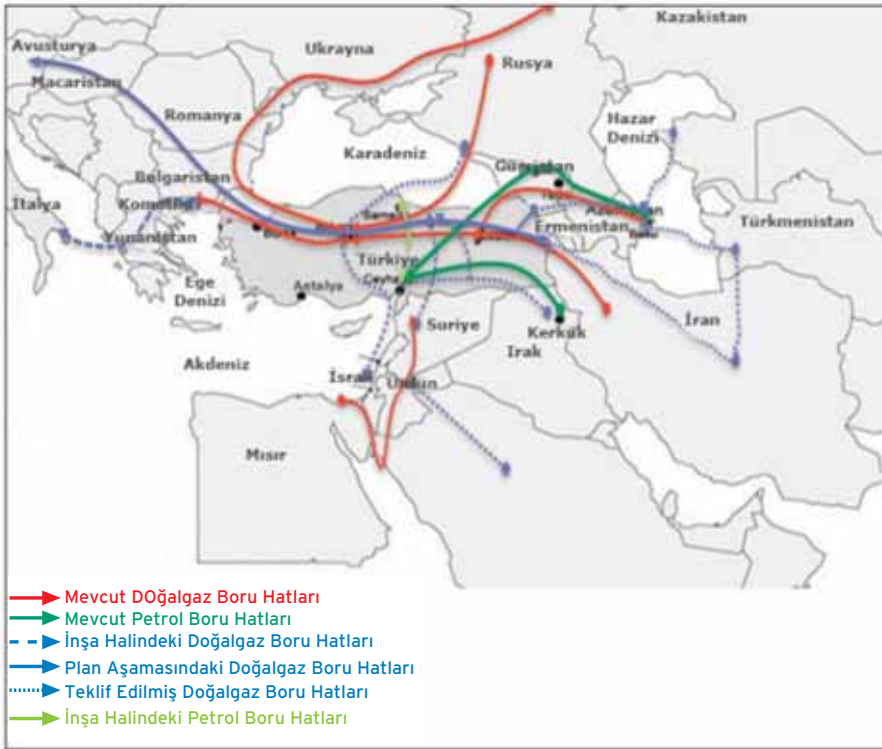 Kazakistan
Avusturya
Ukrayna
Rusya
Macaristan
Romanya
Hazar
Denizi
Karadeniz
Gürcistan
Bulgaristan
İtalya
Komotini
Azerbaycan
Türkmenistan
Ermenistan
Yunanistan
Türkiye
Ege
Denizi
Antalya
Ceyhan
Suriye
İran
Kerkük
Irak
Akdeniz
İsrail
Ürdün
Mısır
Mevcut DOğalgaz Boru Hatları
Mevcut Petrol Boru Hatları
İnşa Halindeki Doğalgaz Boru Hatları
Plan Aşamasındaki Doğalgaz Boru Hatları
Teklif Edilmiş Doğalgaz Boru Hatları
İnşa Halindeki Petrol Boru Hatları